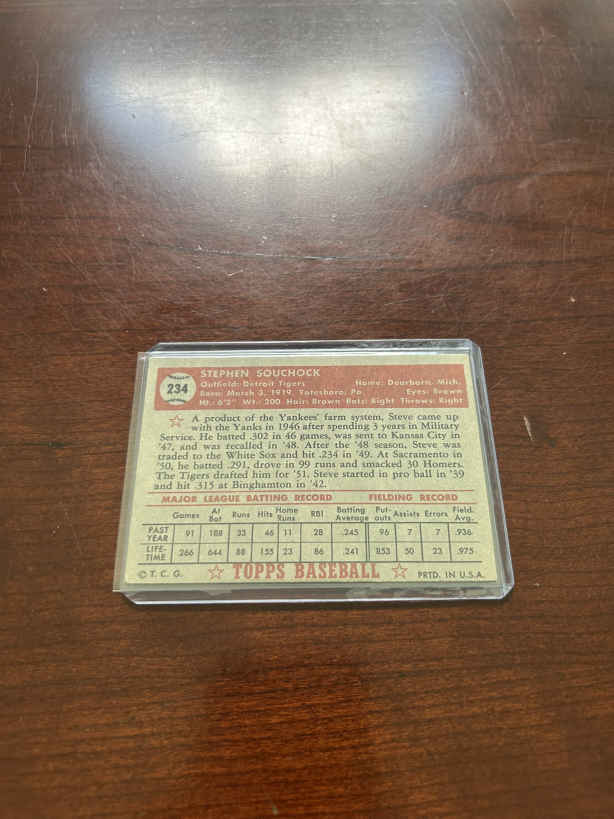 234
STEPHEN SOUCHOCK
Outfield: Detroit Tigers Home: Dearborn, Mich.
Born: March 3, 1919, Yatesboro, Pa. Eyes: Brown
Ht.: 6'2" Wt.: 200 Hair: Brown Bats: Right Throws: Right
A product of the Yankees' farm system, Steve came up
with the Yanks in 1946 after spending 3 years in Military
Service. He batted .302 in 46 games, was sent to Kansas City in
'47, and was recalled in '48. After the '48 season, Steve was
traded to the White Sox and hit .234 in '49. At Sacramento in
'50, he batted .291, drove in 99 runs and smacked 30 Homers.
The Tigers drafted him for '51. Steve started in pro ball in '39
and hit .315 at Binghamton in '42.
MAJOR LEAGUE BATTING RECORD FIELDING RECORD
Games At Bat Runs Hits Home Runs RBI Batting Average Put-outs Assists Errors Field. Avg.
PAST YEAR 91 188 33 46 11 28 .245 96 7 7 .936
LIFE-TIME 266 644 88 155 23 86 .241 853 50 23 .975
© T. C. G. TOPPS BASEBALL PRTD. IN U.S.A.